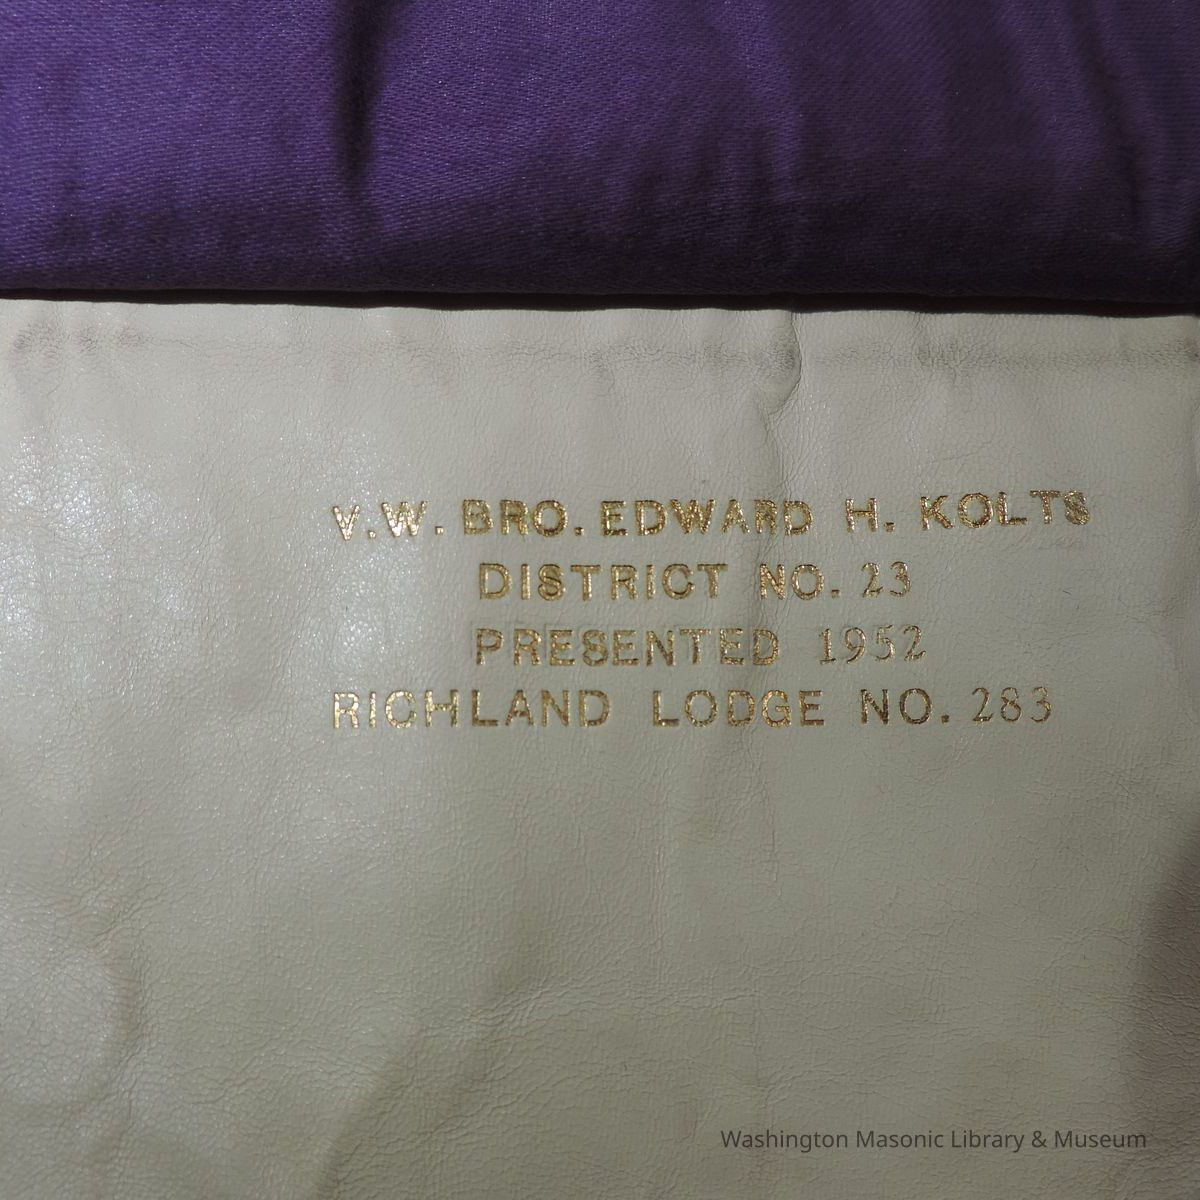 V.W. BRO. EDWARD H. KOLTS
DISTRICT NO. 23
PRESENTED 1952
RICHLAND LODGE NO. 283
Washington Masonic Library & Museum